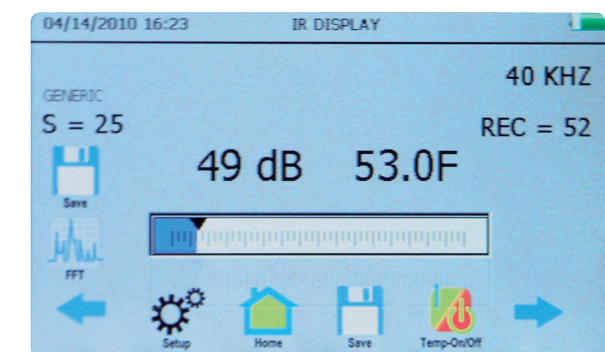 04/14/2010 16:23 IR DISPLAY
40 KHZ
GENERIC
S = 25
REC = 52
Save
49 dB 53.0F
FFT
Setup Home Save Temp-On/Off